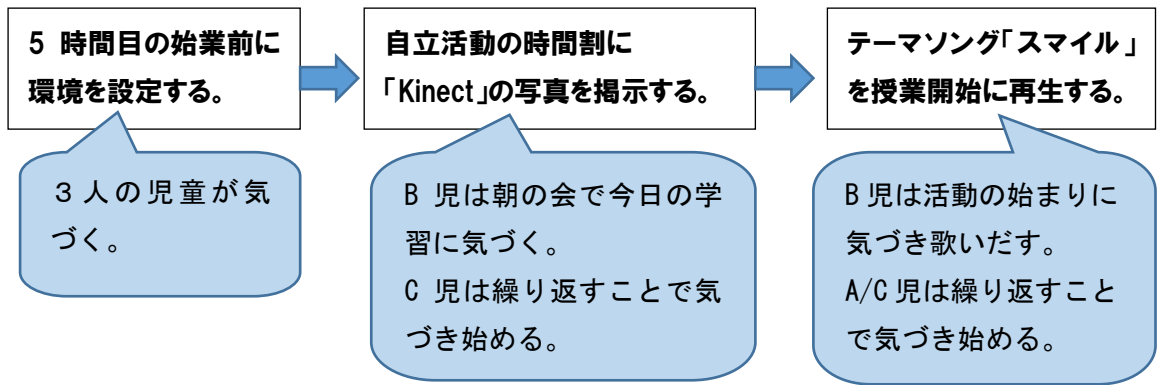 5 時間目の始業前に
環境を設定する。
自立活動の時間割に
「Kinect」の写真を掲示する。
テーマソング「スマイル」
を授業開始に再生する。
３人の児童が気
づく。
B 児は朝の会で今日の学
習に気づく。
C 児は繰り返すことで気
づき始める。
B 児は活動の始まりに
気づき歌いだす。
A/C 児は繰り返すこと
で気づき始める。